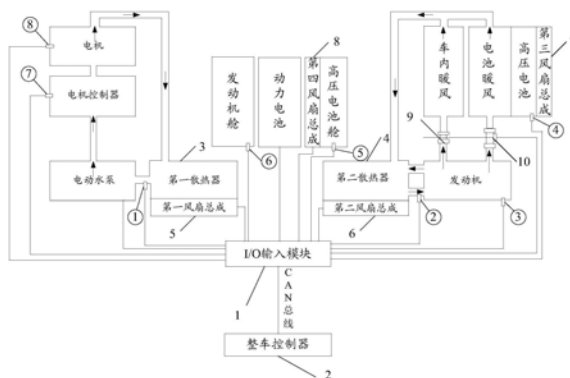 ⑧
电机
⑦
电机控制器
电动水泵
①
3
第一散热器
第一风扇总成
5
发动机舱
⑥
动力电池
8
第四风扇总成
高压电池舱
⑤
4
第二散热器
第二风扇总成
6
车内暖风
电池暖风
高压电池
第三风扇总成
④
9
10
发动机
②
③
I/O输入模块
1
CAN总线
整车控制器
2